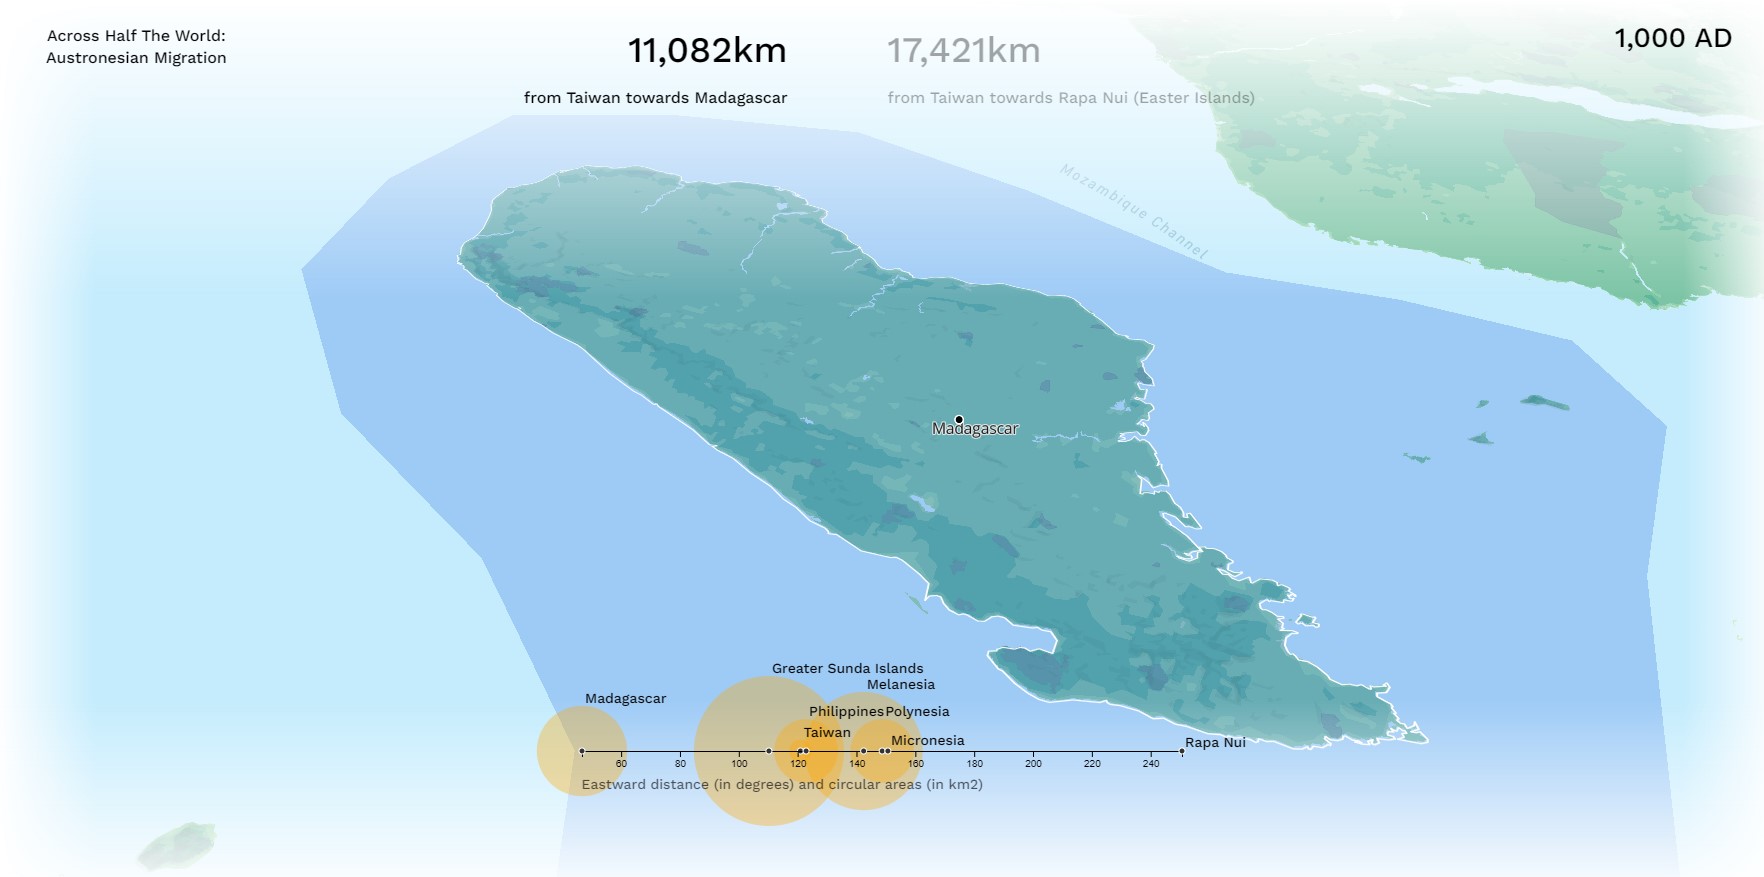 Across Half The World:
Austronesian Migration
11,082km
from Taiwan towards Madagascar
17,421km
from Taiwan towards Rapa Nui (Easter Islands)
1,000 AD
Mozambique Channel
Madagascar
Greater Sunda Islands
Melanesia
Madagascar
Philippines
Polynesia
Taiwan
Micronesia
Rapa Nui
60 80 100 120 140 160 180 200 220 240
Eastward distance (in degrees) and circular areas (in km2)